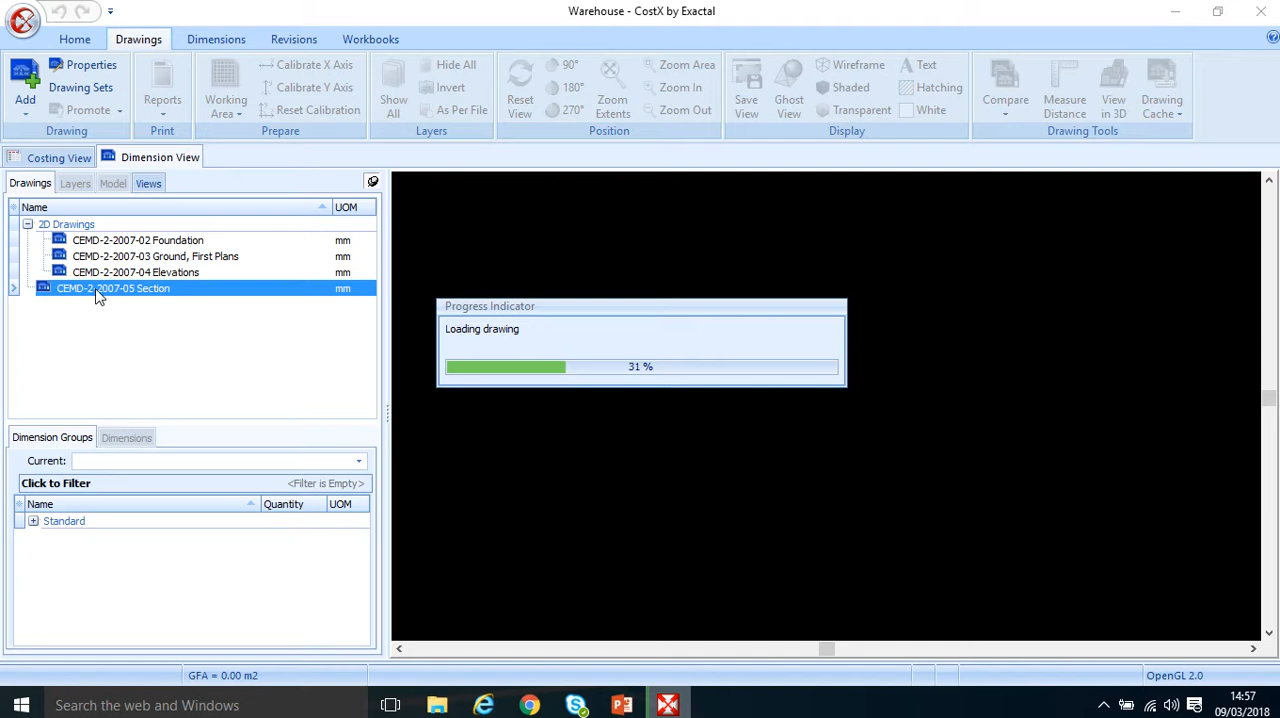 Warehouse - CostX by Exactal
Home Drawings Dimensions Revisions Workbooks
Add
Properties
Drawing Sets
Promote
Drawing
Reports
Print
Working Area
Calibrate X Axis
Calibrate Y Axis
Reset Calibration
Prepare
Show All
Hide All
Invert
As Per File
Layers
Reset View
90°
180°
270°
Zoom Extents
Zoom Area
Zoom In
Zoom Out
Position
Save View
Ghost View
Wireframe
Shaded
Transparent
Text
Hatching
White
Display
Compare
Measure Distance
View in 3D
Drawing Cache
Drawing Tools
Costing View Dimension View
Drawings Layers Model Views
Name UOM
2D Drawings
CEMD-2-2007-02 Foundation mm
CEMD-2-2007-03 Ground, First Plans mm
CEMD-2-2007-04 Elevations mm
CEMD-2-2007-05 Section mm
Progress Indicator
Loading drawing
31 %
Dimension Groups Dimensions
Current:
Click to Filter <Filter is Empty>
Name Quantity UOM
Standard
GFA = 0.00 m2
OpenGL 2.0
Search the web and Windows
14:57
09/03/2018